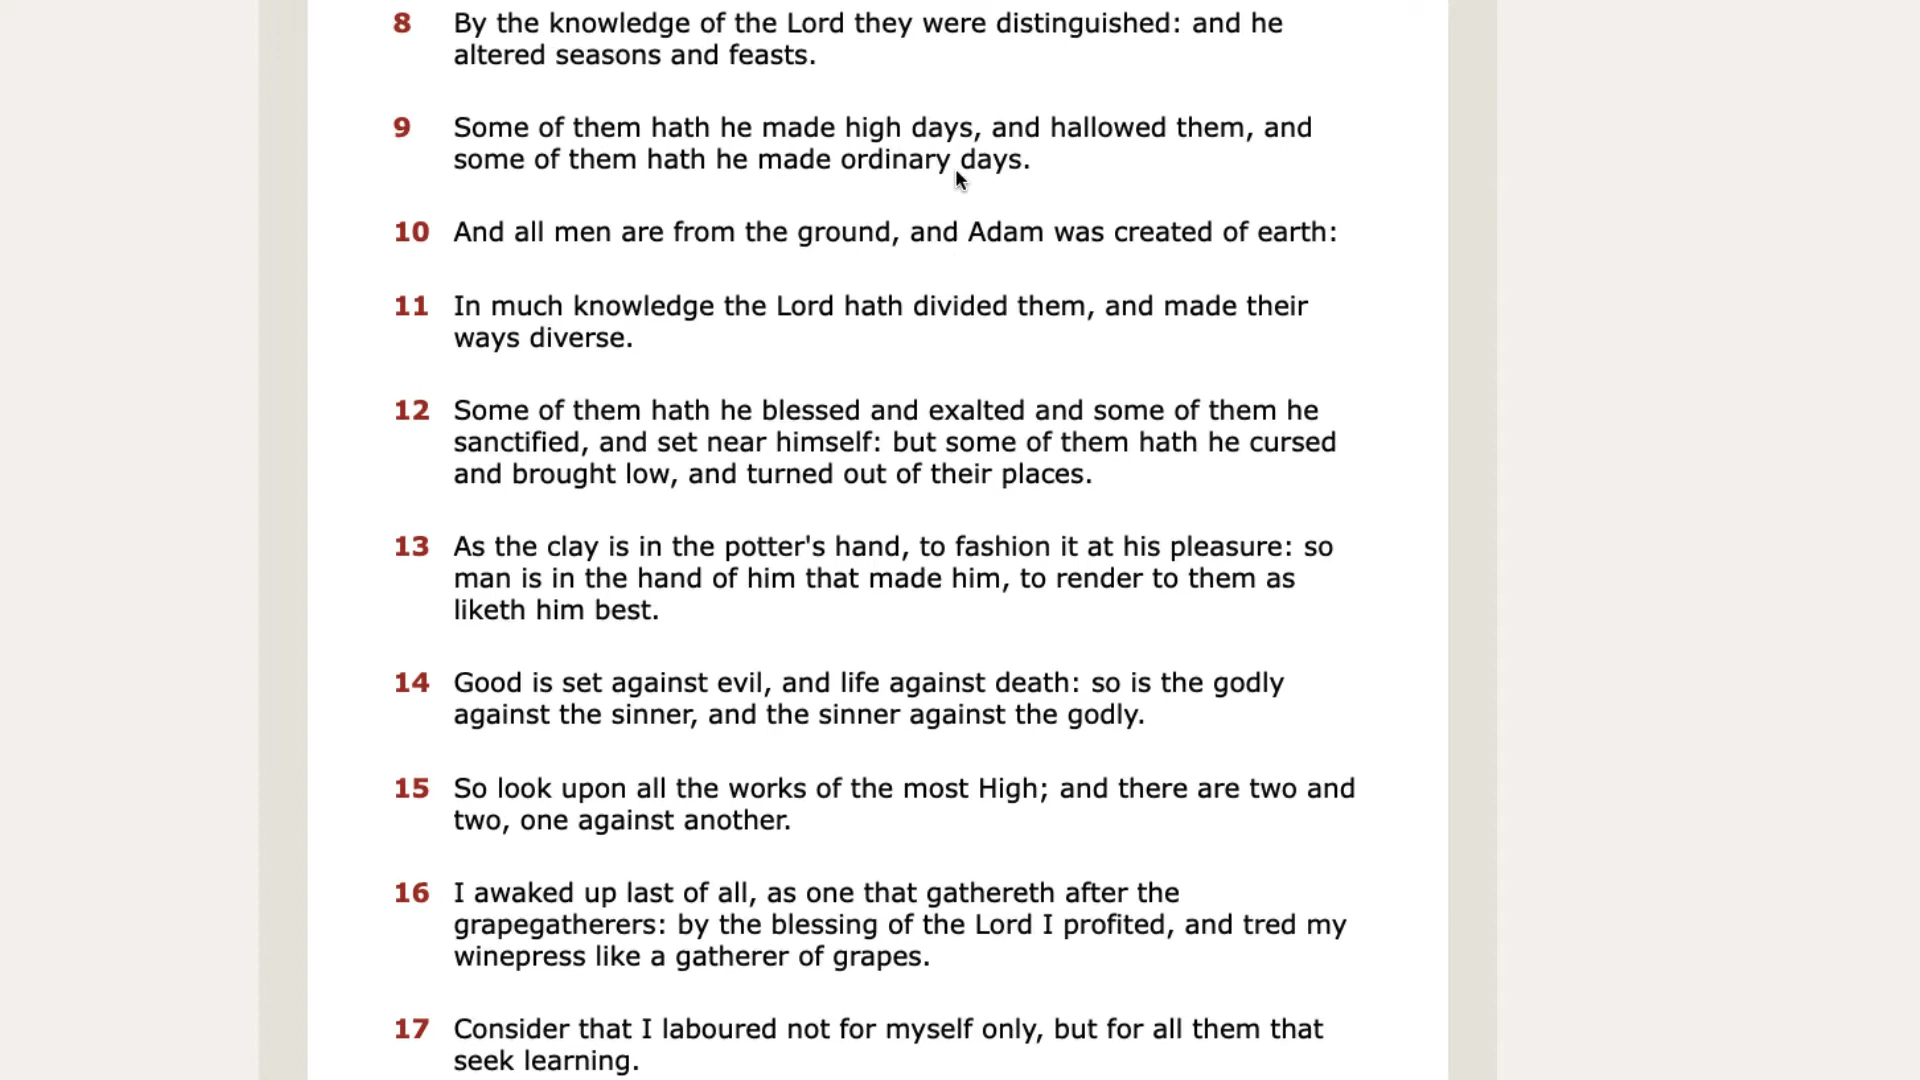 8 By the knowledge of the Lord they were distinguished: and he
altered seasons and feasts.
9 Some of them hath he made high days, and hallowed them, and
some of them hath he made ordinary days.
10 And all men are from the ground, and Adam was created of earth:
11 In much knowledge the Lord hath divided them, and made their
ways diverse.
12 Some of them hath he blessed and exalted and some of them he
sanctified, and set near himself: but some of them hath he cursed
and brought low, and turned out of their places.
13 As the clay is in the potter's hand, to fashion it at his pleasure: so
man is in the hand of him that made him, to render to them as
liketh him best.
14 Good is set against evil, and life against death: so is the godly
against the sinner, and the sinner against the godly.
15 So look upon all the works of the most High; and there are two and
two, one against another.
16 I awaked up last of all, as one that gathereth after the
grapegatherers: by the blessing of the Lord I profited, and tred my
winepress like a gatherer of grapes.
17 Consider that I laboured not for myself only, but for all them that
seek learning.